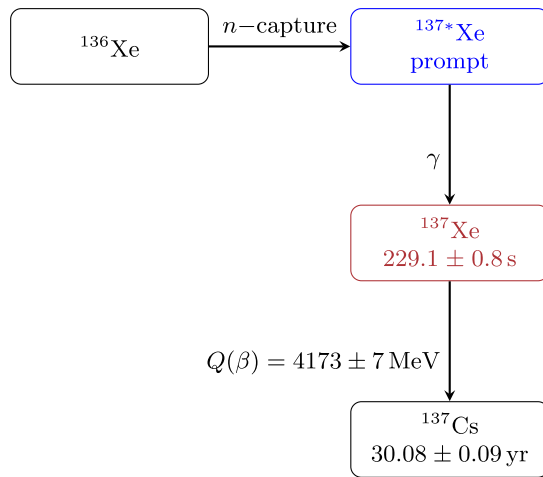 n−capture
¹³⁶Xe
¹³⁷*Xe
prompt
γ
¹³⁷Xe
229.1 ± 0.8 s
Q(β) = 4173 ± 7 MeV
¹³⁷Cs
30.08 ± 0.09 yr